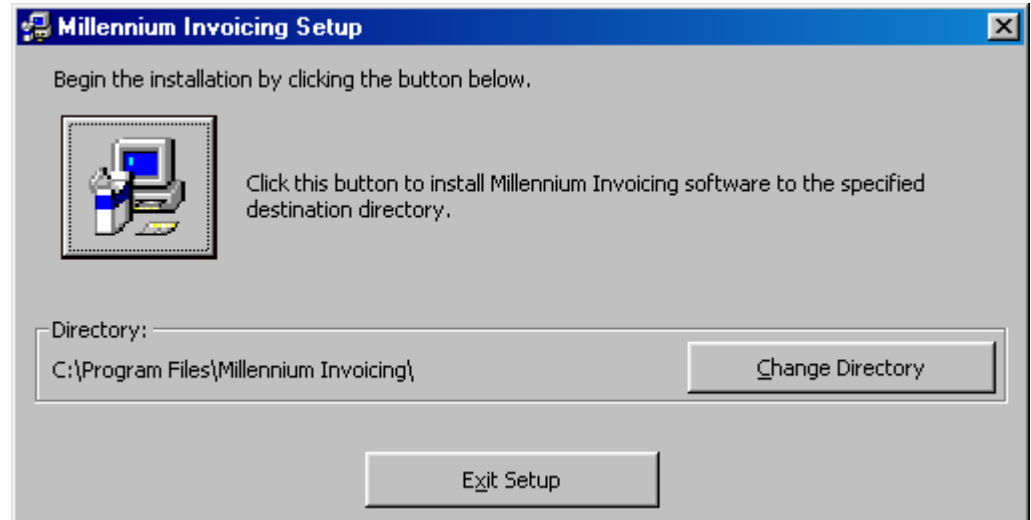 Millennium Invoicing Setup
Begin the installation by clicking the button below.
Click this button to install Millennium Invoicing software to the specified
destination directory.
Directory:
C:\Program Files\Millennium Invoicing\
Change Directory
Exit Setup